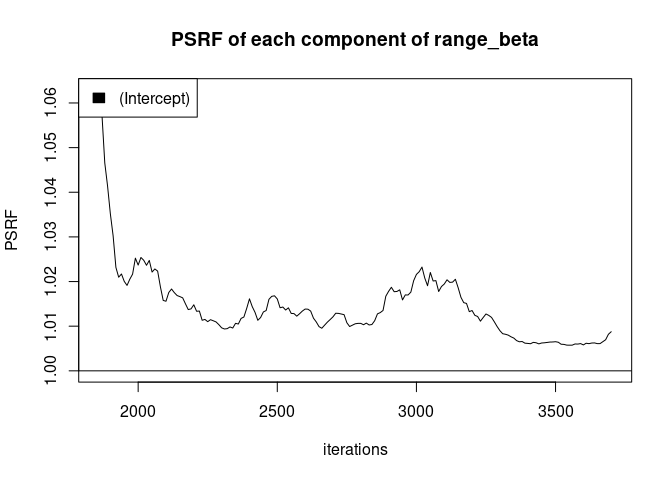 PSRF of each component of range_beta
(Intercept)
1.06
1.05
1.04
1.03
1.02
1.01
1.00
PSRF
2000 2500 3000 3500
iterations